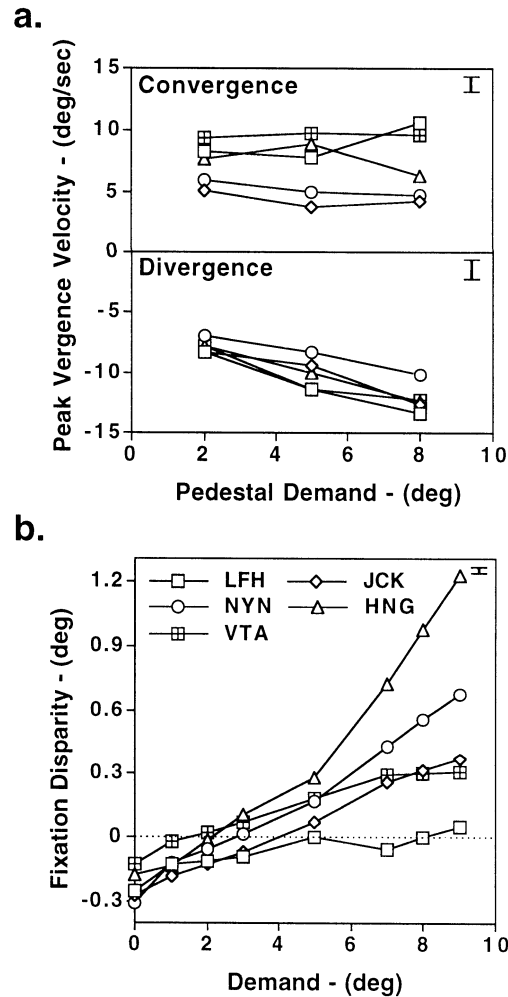 a.
Peak Vergence Velocity - (deg/sec)
15
Convergence
10
5
0
Divergence
-5
-10
-15
0 2 4 6 8 10
Pedestal Demand - (deg)
b.
Fixation Disparity - (deg)
1.2
LFH JCK
NYN HNG
VTA
0.9
0.6
0.3
0
-0.3
0 2 4 6 8 10
Demand - (deg)